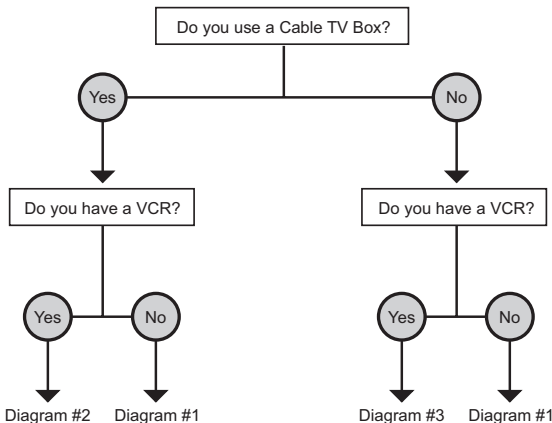 Do you use a Cable TV Box?
Yes
No
Do you have a VCR?
Do you have a VCR?
Yes
No
Yes
No
Diagram #2
Diagram #1
Diagram #3
Diagram #1